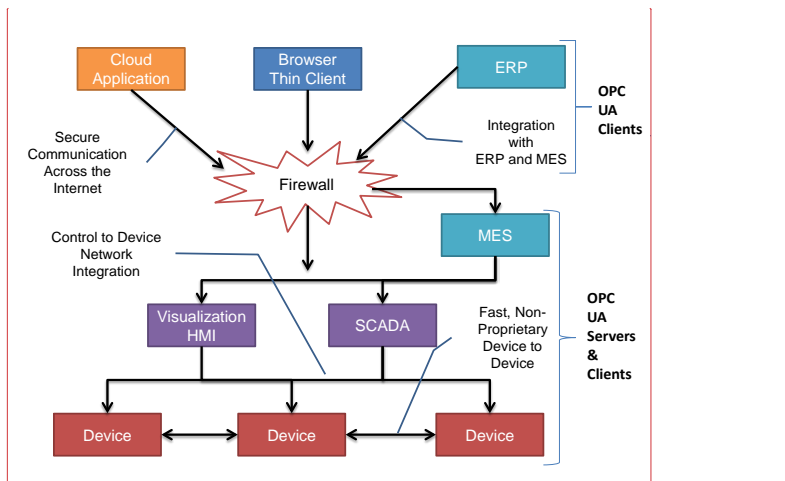 Cloud
Application
Browser
Thin Client
ERP
OPC
UA
Clients
Secure
Communication
Across the
Internet
Integration
with
ERP and MES
Firewall
Control to Device
Network
Integration
MES
Visualization
HMI
SCADA
Fast, Non-
Proprietary
Device to
Device
OPC
UA
Servers
&
Clients
Device
Device
Device